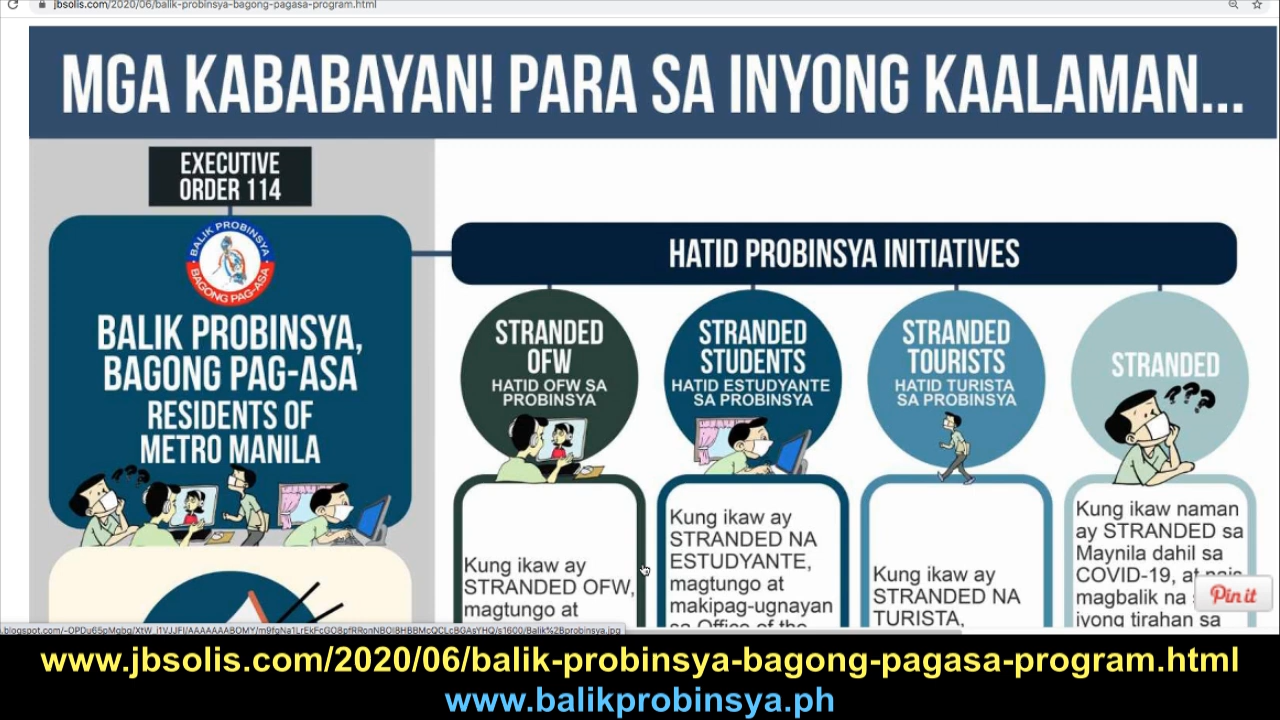 jbsolis.com/2020/06/balik-probinsya-bagong-pagasa-program.html
MGA KABABAYAN! PARA SA INYONG KAALAMAN...
EXECUTIVE
ORDER 114
BALIK PROBINSYA
BAGONG PAG-ASA
BALIK PROBINSYA,
BAGONG PAG-ASA
RESIDENTS OF
METRO MANILA
HATID PROBINSYA INITIATIVES
STRANDED
OFW
HATID OFW SA
PROBINSYA
Kung ikaw ay
STRANDED OFW,
magtungo at
STRANDED
STUDENTS
HATID ESTUDYANTE
SA PROBINSYA
Kung ikaw ay
STRANDED NA
ESTUDYANTE,
magtungo at
makipag-ugnayan
sa Office of the
STRANDED
TOURISTS
HATID TURISTA
SA PROBINSYA
Kung ikaw ay
STRANDED NA
TURISTA,
STRANDED
???
Kung ikaw naman
ay STRANDED sa
Maynila dahil sa
COVID-19, at nais
magbalik na
iyong tirahan sa
Pin it
www.jbsolis.com/2020/06/balik-probinsya-bagong-pagasa-program.html
www.balikprobinsya.ph